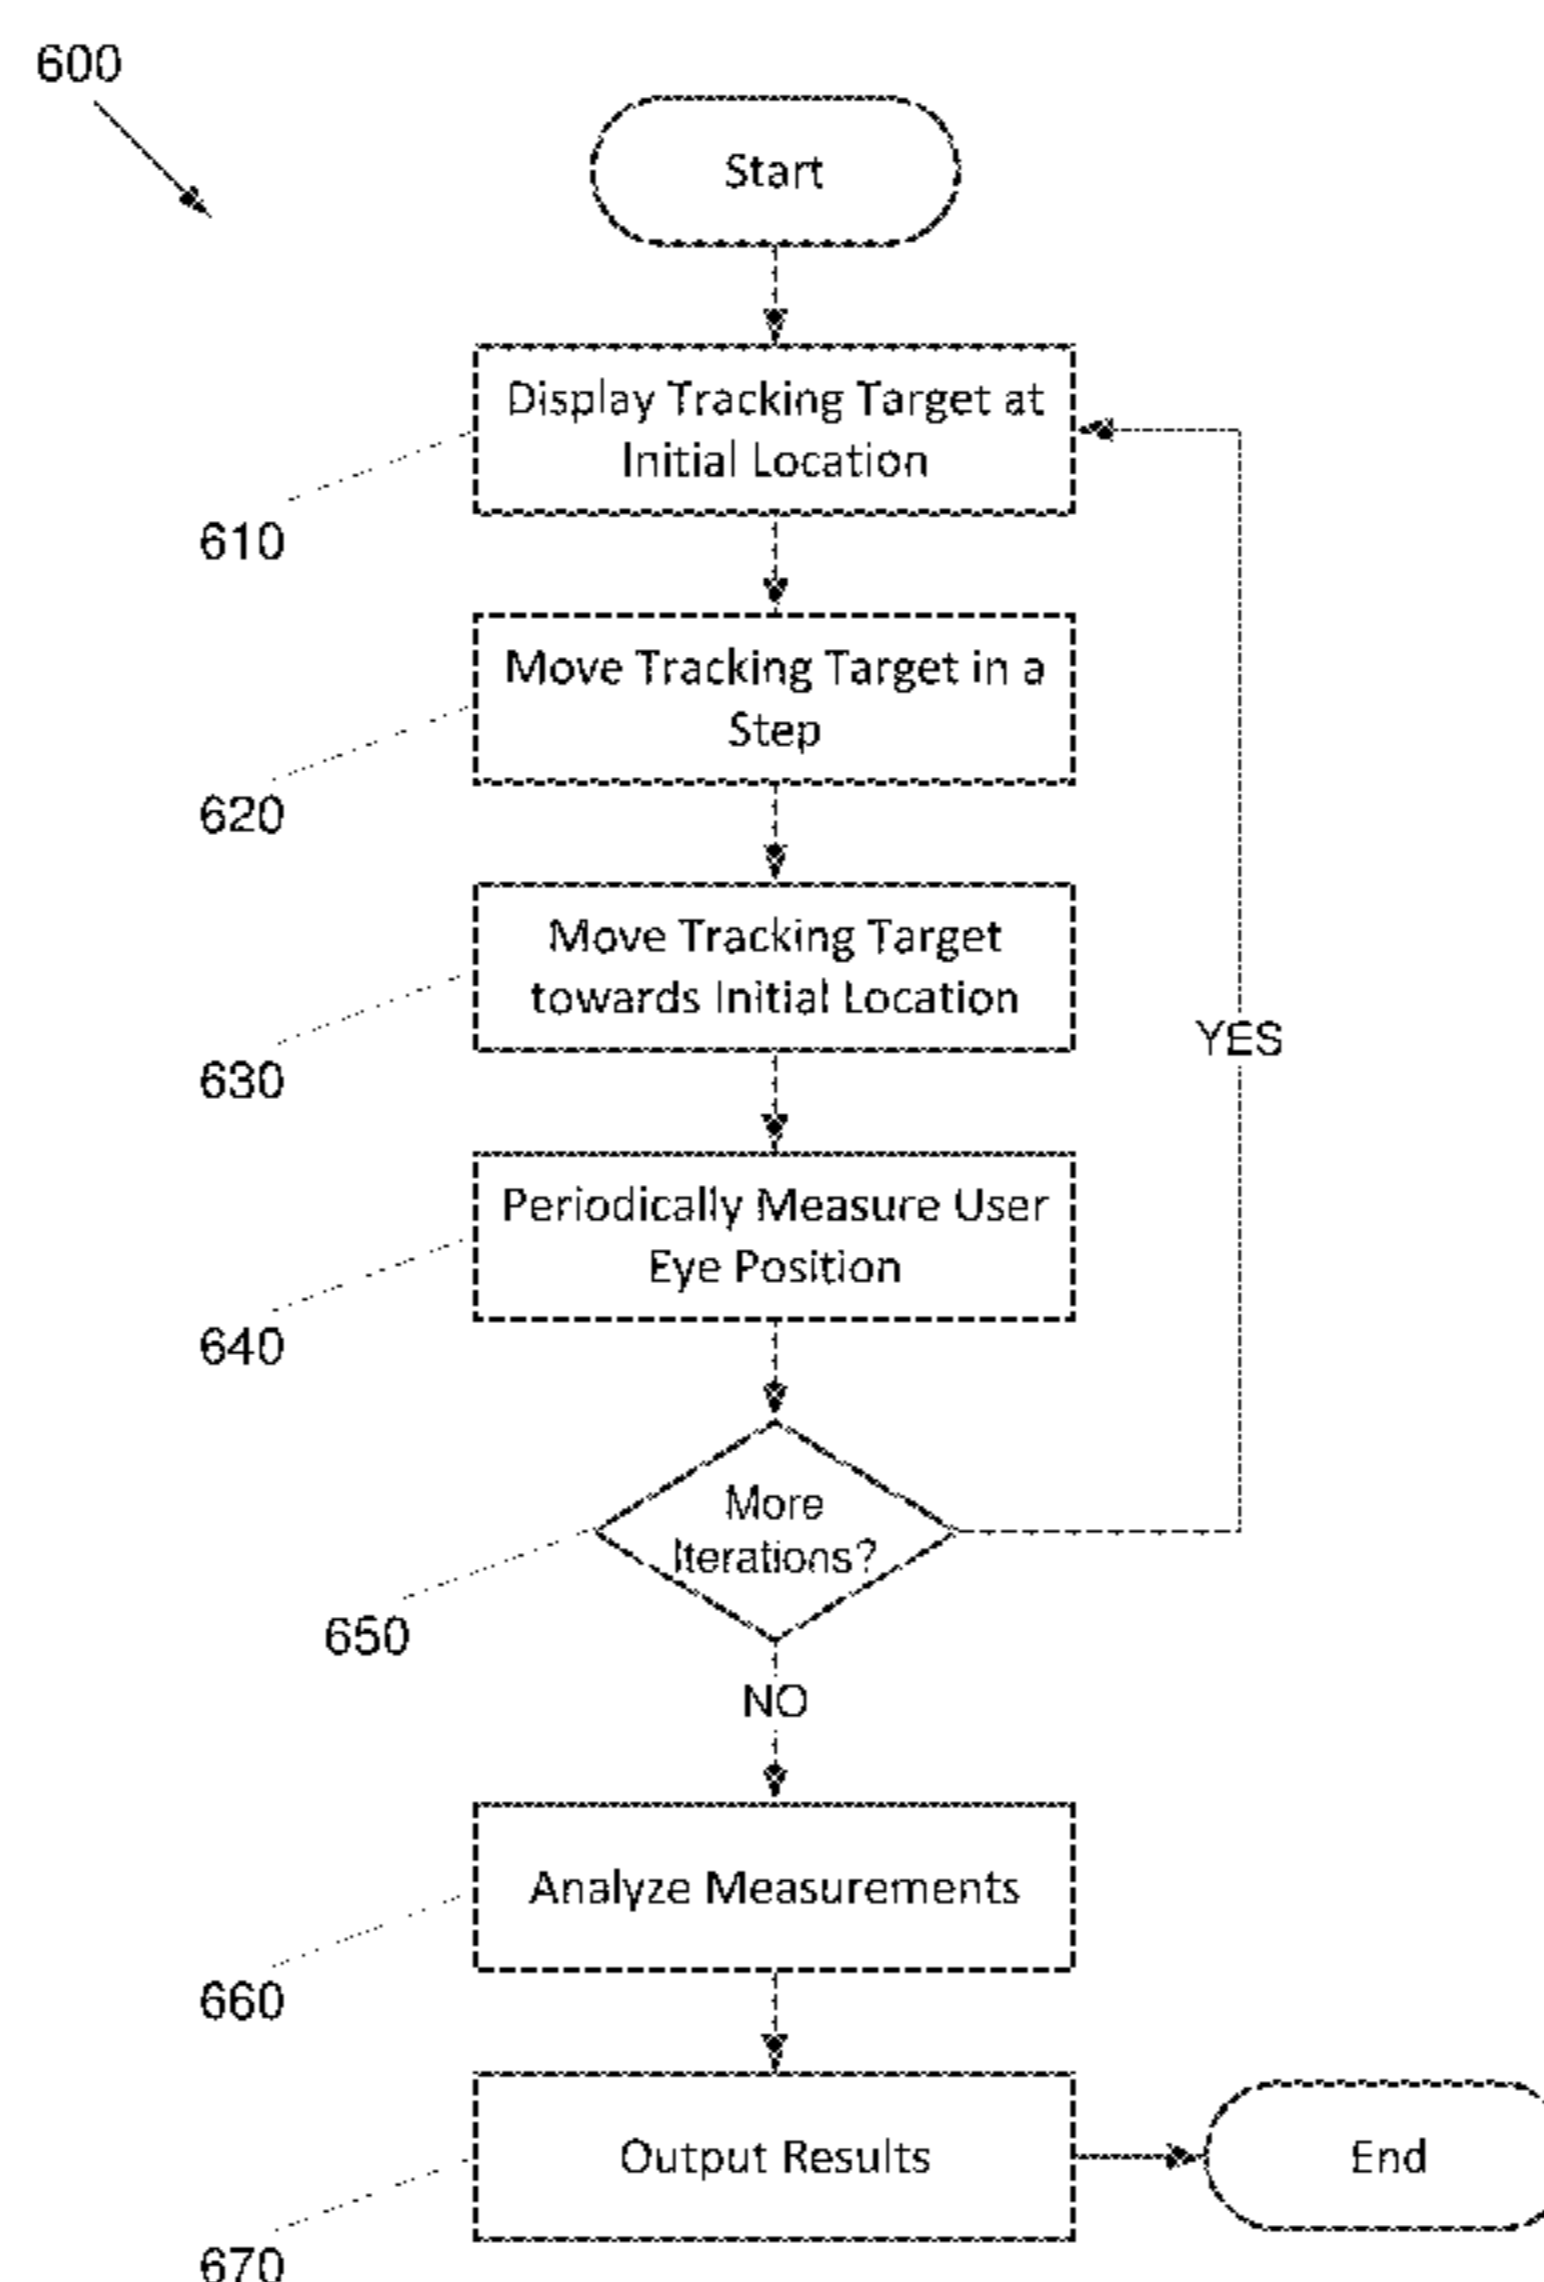 600
Start
Display Tracking Target at
Initial Location
610
Move Tracking Target in a
Step
620
Move Tracking Target
towards Initial Location
630
YES
Periodically Measure User
Eye Position
640
More
Iterations?
650
NO
Analyze Measurements
660
Output Results
End
670